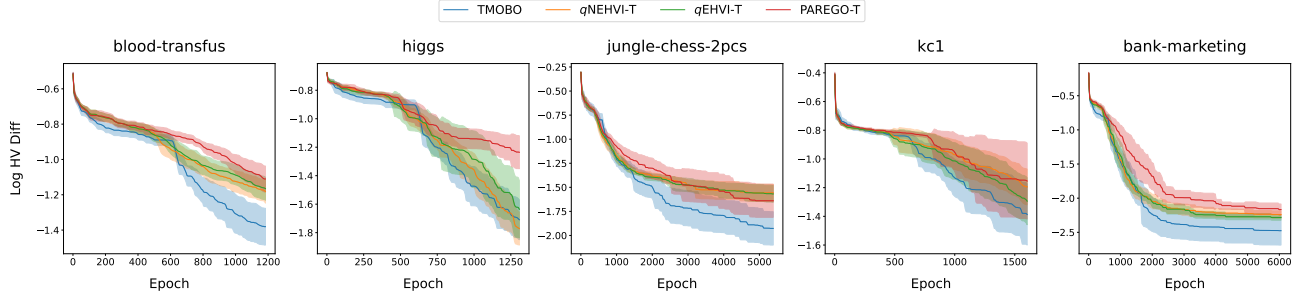 TMOBO qNEHVI-T qEHVI-T PAREGO-T
blood-transfus higgs jungle-chess-2pcs kc1 bank-marketing
Log HV Diff
−0.6
−0.8
−1.0
−1.2
−1.4
0 200 400 600 800 1000 1200
Epoch
−0.8
−1.0
−1.2
−1.4
−1.6
−1.8
0 250 500 750 1000 1250
Epoch
−0.25
−0.50
−0.75
−1.00
−1.25
−1.50
−1.75
−2.00
0 1000 2000 3000 4000 5000
Epoch
−0.4
−0.6
−0.8
−1.0
−1.2
−1.4
−1.6
0 500 1000 1500
Epoch
−0.5
−1.0
−1.5
−2.0
−2.5
0 1000 2000 3000 4000 5000 6000
Epoch